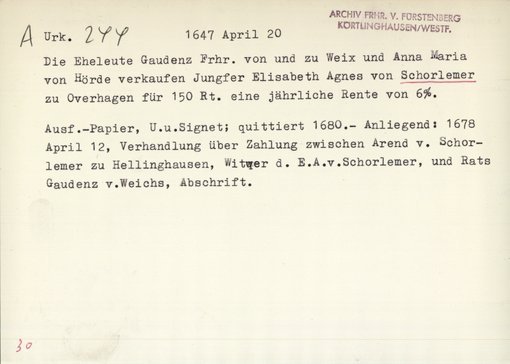 ARCHIV FRHR. V. FÜRSTENBERG
KÖRTLINGHAUSEN/WESTF.
A Urk. 244 1647 April 20
Die Eheleute Gaudenz Frhr. von und zu Weix und Anna Maria
von Hörde verkaufen Jungfer Elisabeth Agnes von Schorlemer
zu Overhagen für 150 Rt. eine jährliche Rente von 6%.
Ausf.-Papier, U.u.Signet; quittiert 1680.- Anliegend: 1678
April 12, Verhandlung über Zahlung zwischen Arend v. Schor-
lemer zu Hellinghausen, Witwer d. E.A.v.Schorlemer, und Rats
Gaudenz v.Weichs, Abschrift.
30